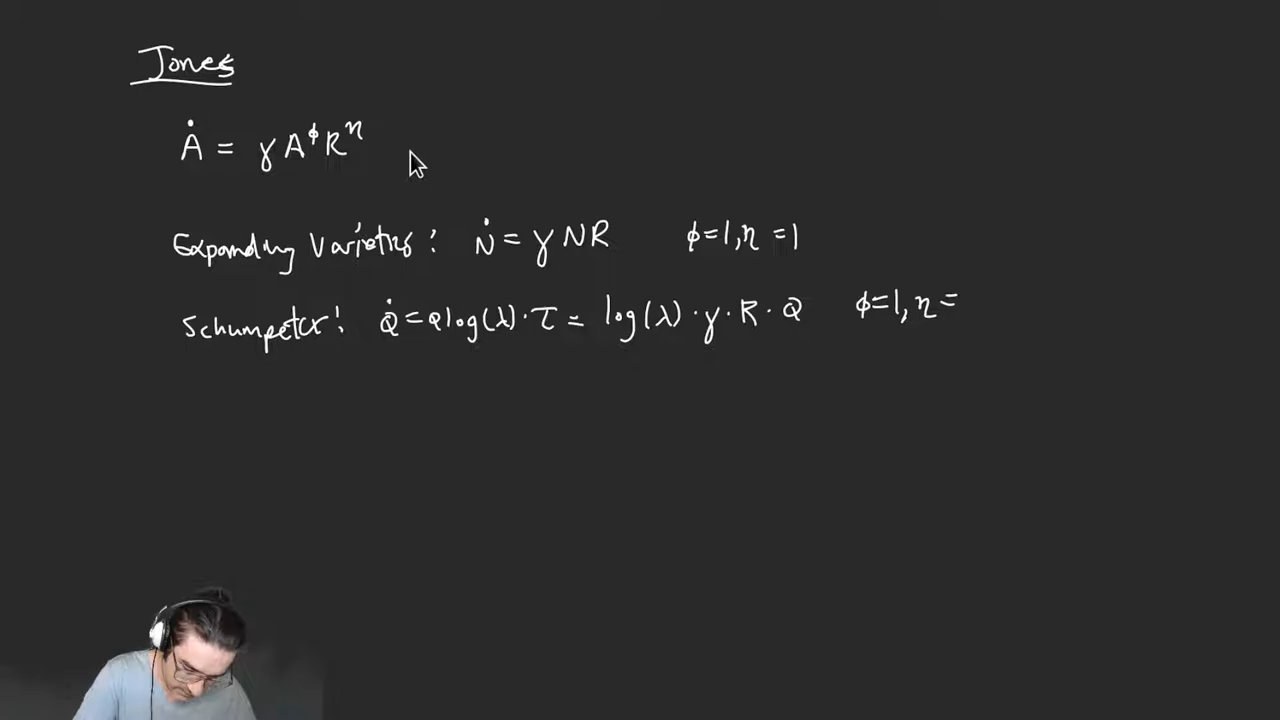 Jones
Ȧ = γ A^ϕ R^η
Expanding Varieties: Ṅ = γ N R ϕ=1, η =1
Schumpeter: Q̇ = Q log(λ) · τ = log(λ) · γ · R · Q ϕ=1, η =